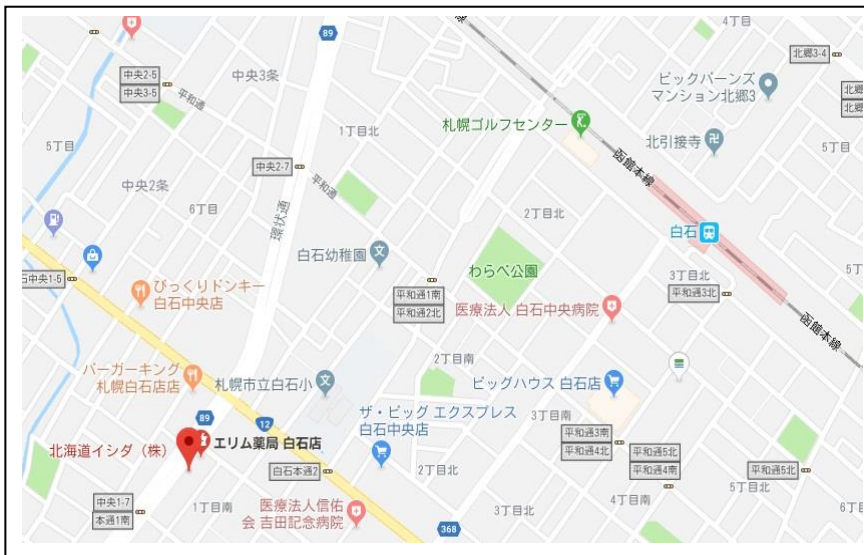 4丁目
89
北郷3-4
中央3条
中央2-5
中央3-5
平和通
ビックバーンズ
マンション北郷3
北郷
北郷
1丁目北
札幌ゴルフセンター
北引接寺
5丁目
中央2-7
函館本線
中央2条
平和通
函館本線
6丁目
2丁目北
環状通
白石
白石幼稚園
わらべ公園
5丁目
3丁目北
石中央1-5
びっくりドンキー
白石中央店
平和通1南
平和通2北
平和通3北
医療法人 白石中央病院
6丁目
2丁目南
バーガーキング
札幌白石店店
札幌市立白石小
ビッグハウス 白石店
89
12
ザ・ビッグ エクスプレス
白石中央店
3丁目南
北海道イシダ（株）
エリム薬局 白石店
平和通3南
平和通4北
平和通5北
平和通4南
白石本通2
2丁目北
平和通5北
中央1-7
本通1南
1丁目南
4丁目南
医療法人信佑
会 吉田記念病院
3丁目北
5丁目南
6丁目
368